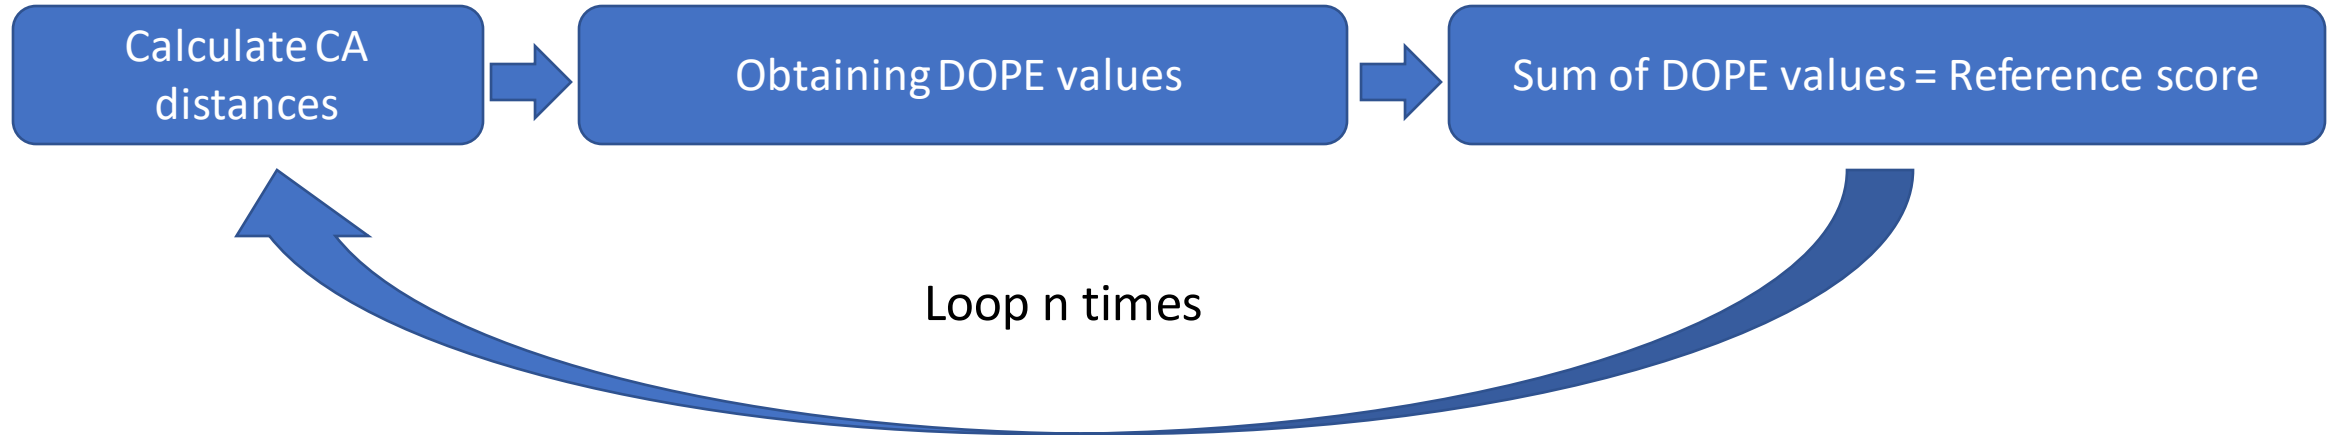 Calculate CA
distances
Obtaining DOPE values
Sum of DOPE values = Reference score
Loop n times